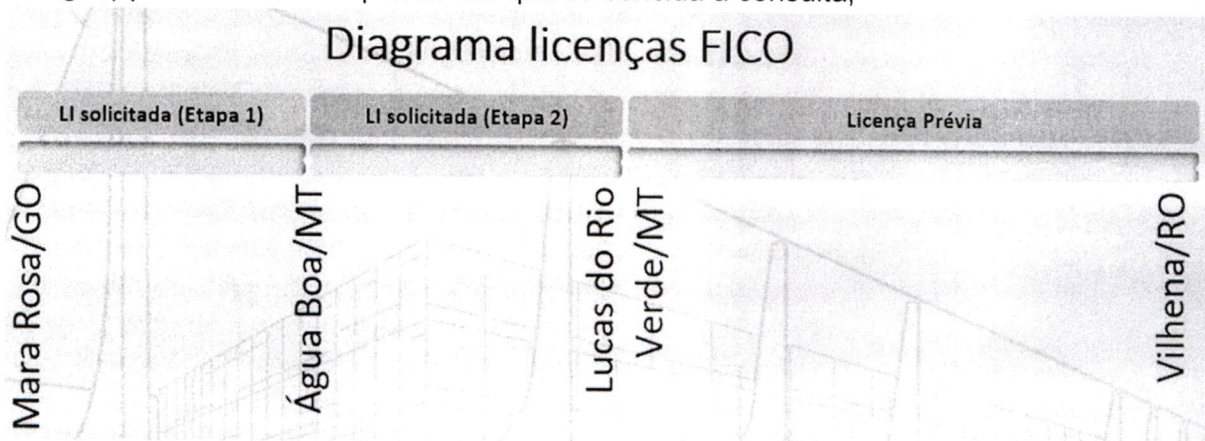 Diagrama licenças FICO
LI solicitada (Etapa 1)
LI solicitada (Etapa 2)
Licença Prévia
Mara Rosa/GO
Água Boa/MT
Lucas do Rio
Verde/MT
Vilhena/RO